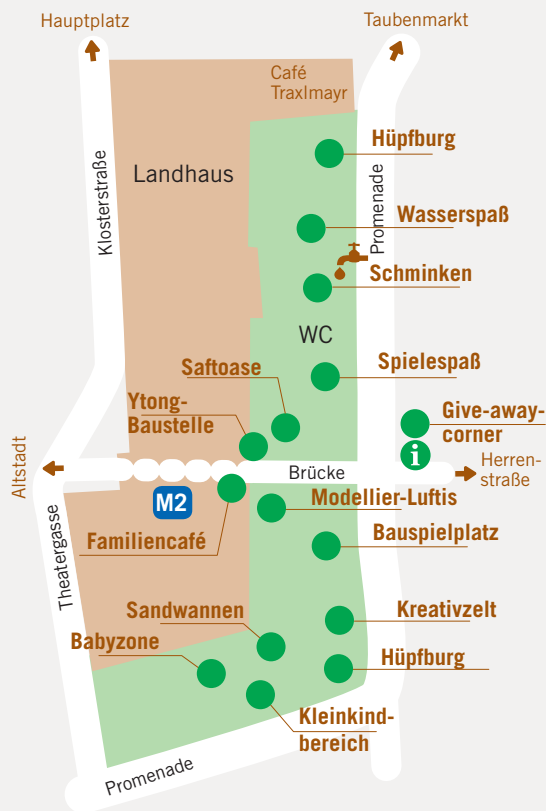 Hauptplatz
Taubenmarkt
Café
Traxlmayr
Hüpfburg
Landhaus
Klosterstraße
Promenade
Wasserspaß
Schminken
WC
Spielespaß
Saftoase
Ytong-
Baustelle
Give-away-
corner
i
Altstadt
Brücke
Herren-
straße
M2
Modellier-Luftis
Familiencafé
Bauspielplatz
Theatergasse
Sandwannen
Kreativzelt
Babyzone
Hüpfburg
Kleinkind-
bereich
Promenade